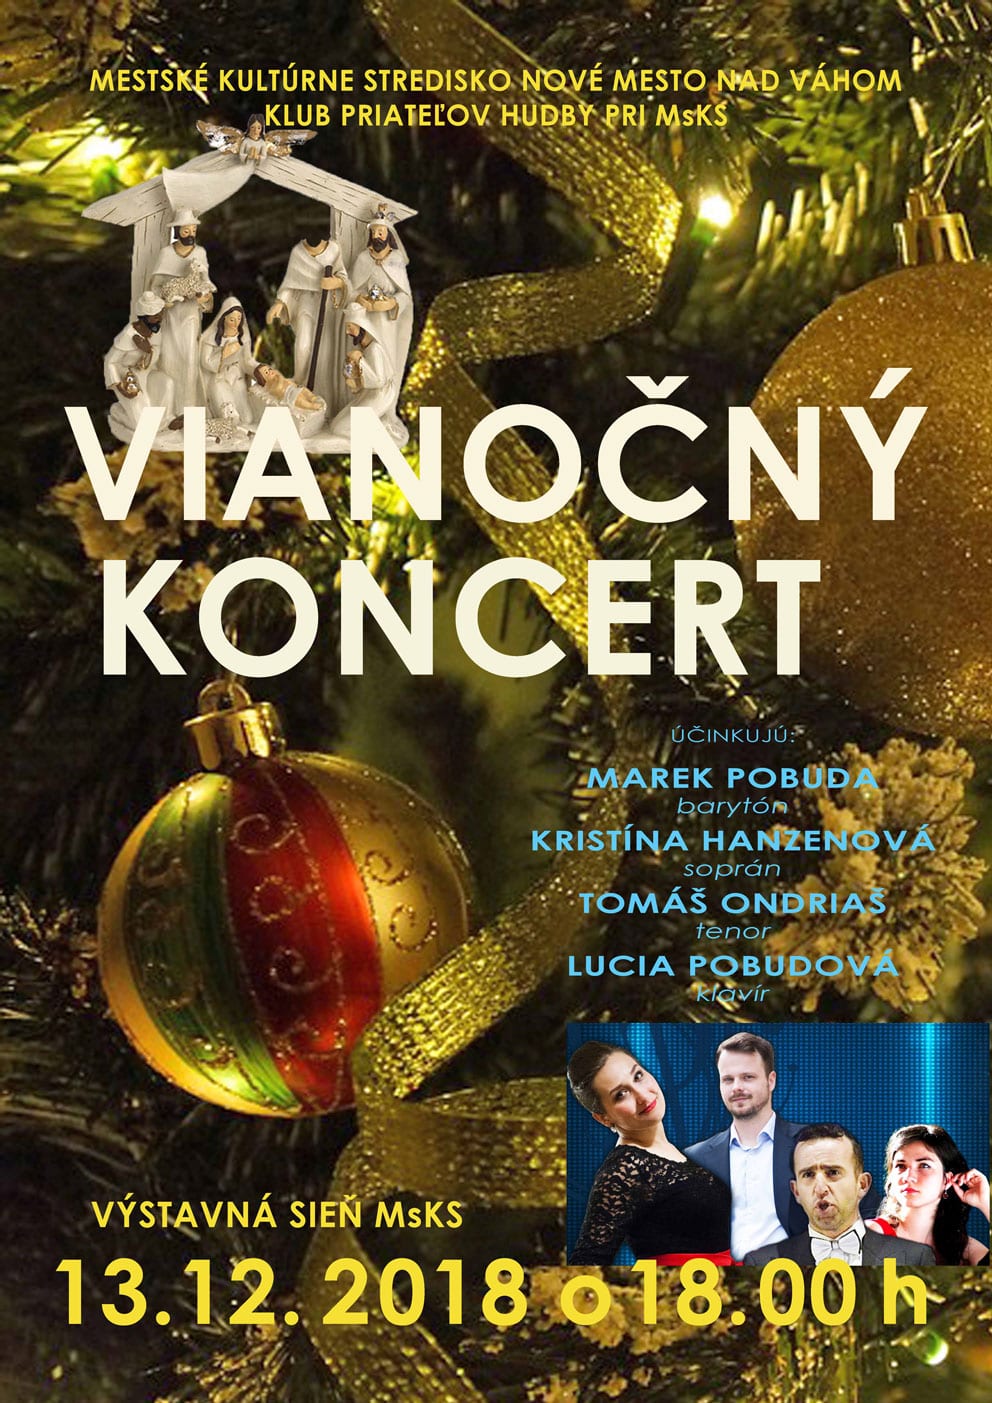 MESTSKÉ KULTÚRNE STREDISKO NOVÉ MESTO NAD VÁHOM
KLUB PRIATEĽOV HUDBY PRI MsKS
VIANOČNÝ
KONCERT
ÚČINKUJÚ:
MAREK POBUDA
barytón
KRISTÍNA HANZENOVÁ
soprán
TOMÁŠ ONDRIAŠ
tenor
LUCIA POBUDOVÁ
klavír
VÝSTAVNÁ SIEŇ MsKS
13.12. 2018 o 18.00 h